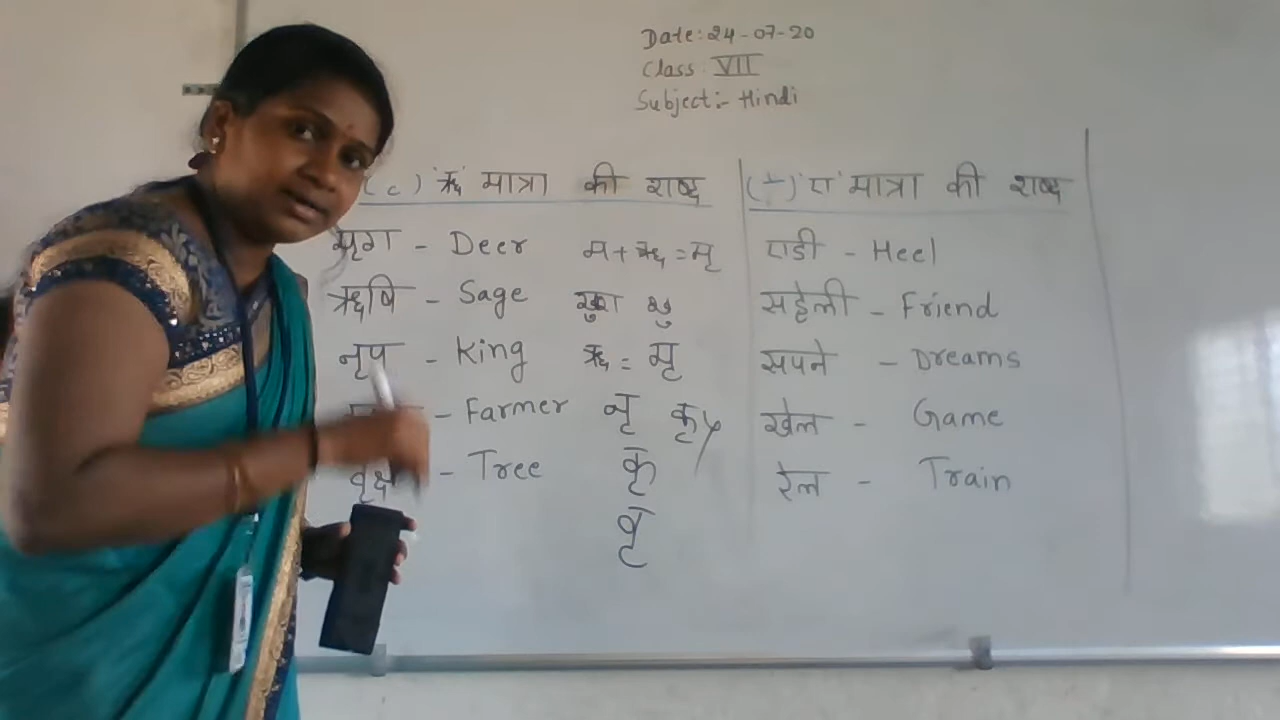 Date: 24-07-20
Class: VII
Subject:- Hindi
(c) 'ऋ' मात्रा की शब्द
मृग - Deer म + ऋ = मृ
ऋषि - Sage
नृप - King ऋ = मृ
- Farmer नृ कृ
वृक्ष - Tree कृ
वृ
'ए' मात्रा की शब्द
एडी - Heel
सहेली - Friend
सपने - Dreams
खेल - Game
रेल - Train